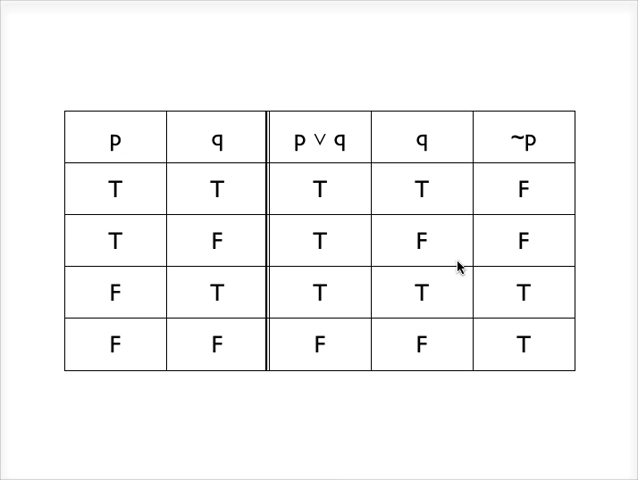 p q p ∨ q q ~p
T T T T F
T F T F F
F T T T T
F F F F T